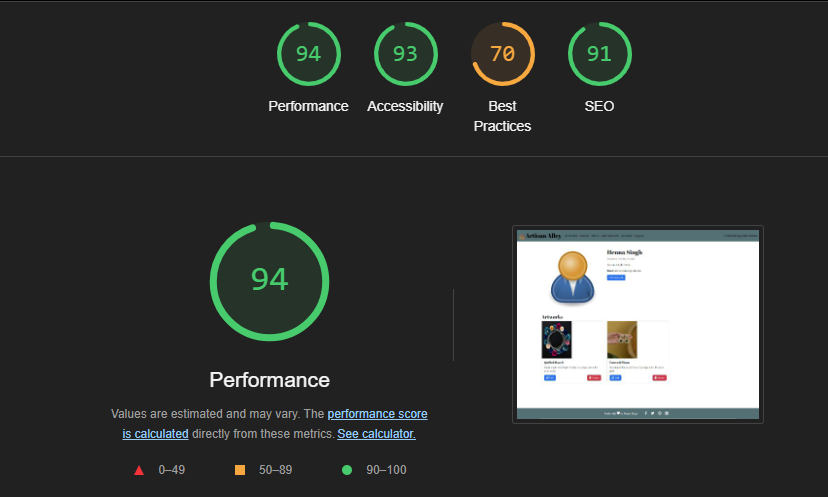 94
93
70
91
Performance
Accessibility
Best
Practices
SEO
94
Performance
Values are estimated and may vary. The performance score
is calculated directly from these metrics. See calculator.
0–49
50–89
90–100
Artisan Alley
Henna Singh
Artworks